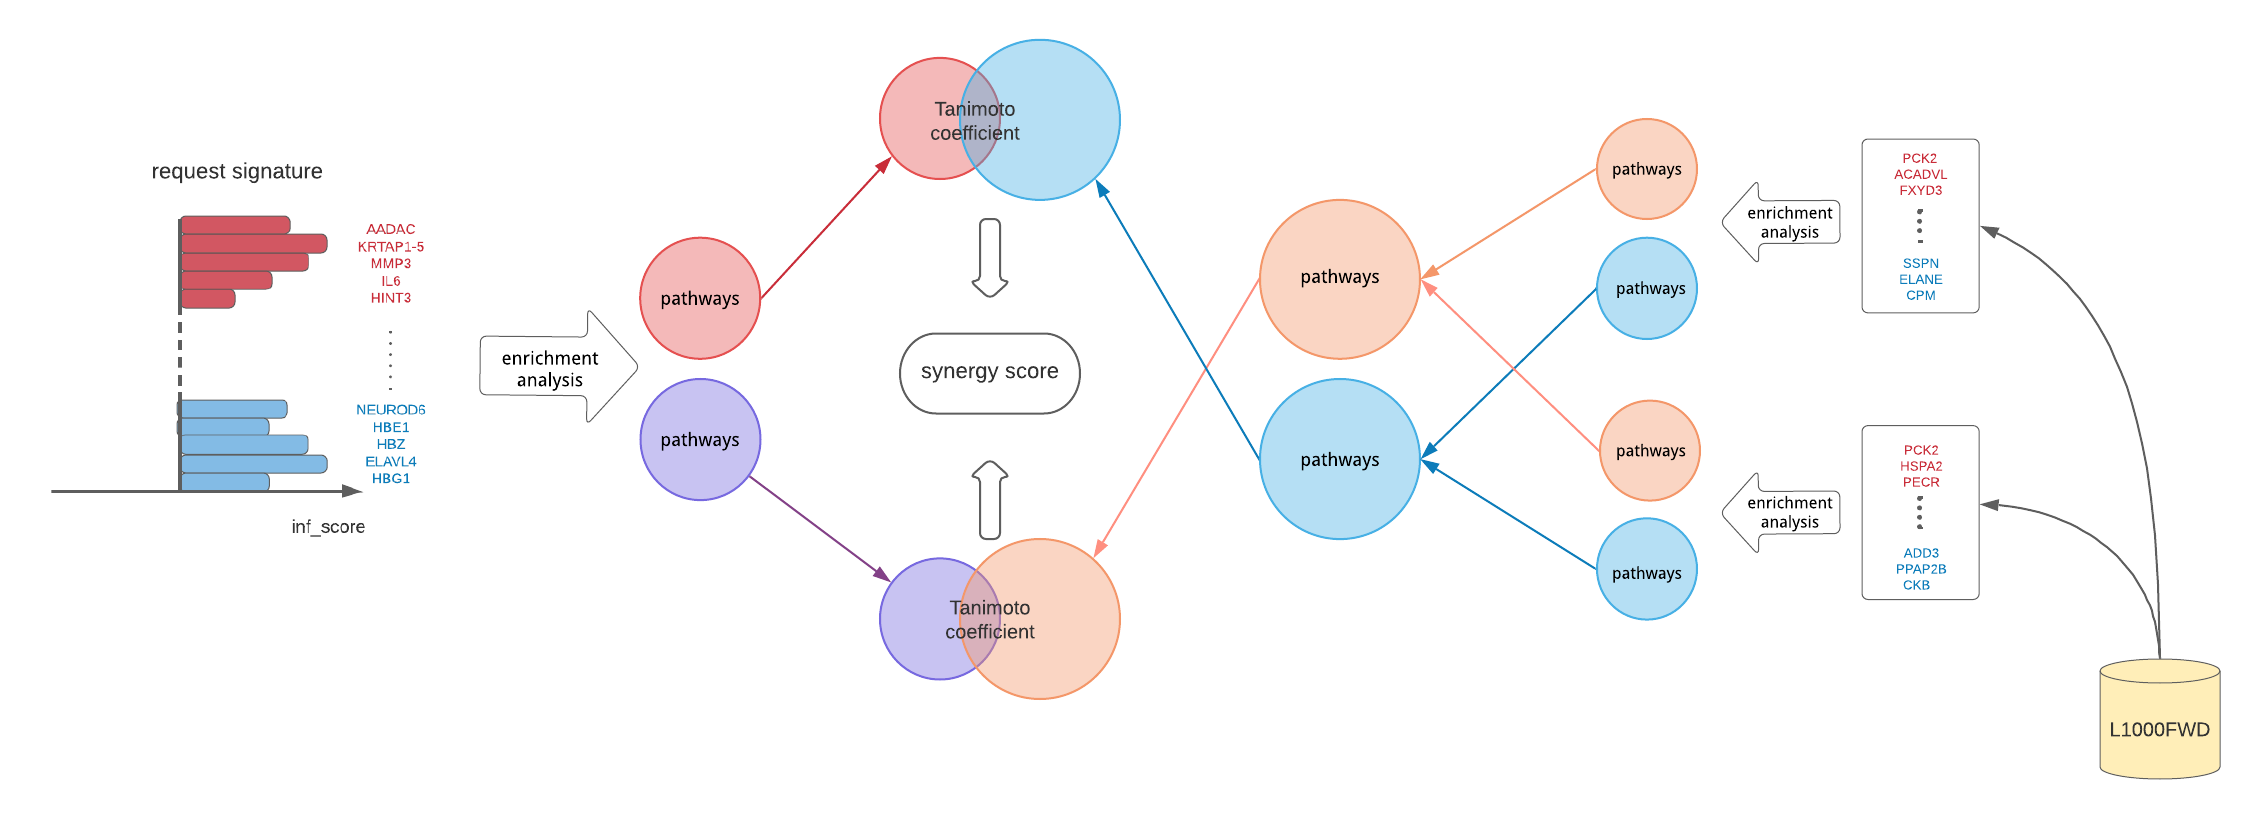 request signature
AADAC
KRTAP1-5
MMP3
IL6
HINT3
NEUROD6
HBE1
HBZ
ELAVL4
HBG1
inf_score
enrichment
analysis
pathways
pathways
Tanimoto
coefficient
synergy score
Tanimoto
coefficient
pathways
pathways
pathways
pathways
pathways
pathways
enrichment
analysis
enrichment
analysis
PCK2
ACADVL
FXYD3
SSPN
ELANE
CPM
PCK2
HSPA2
PECR
ADD3
PPAP2B
CKB
L1000FWD